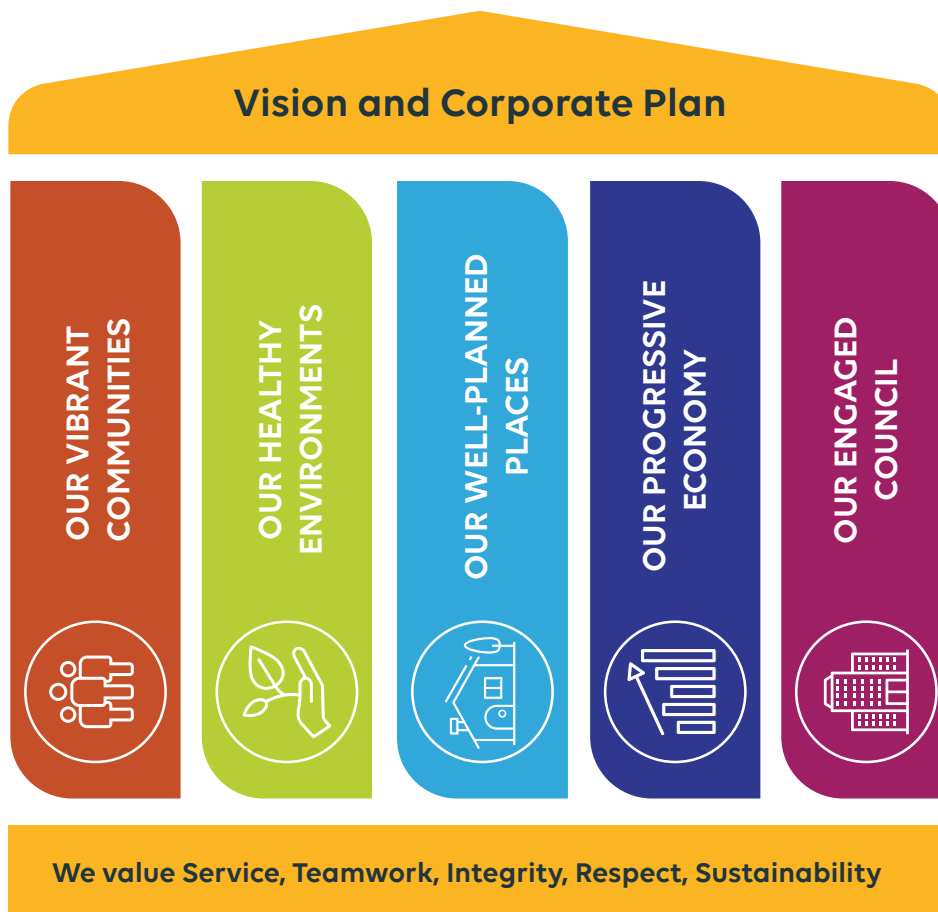 Vision and Corporate Plan
OUR VIBRANT
COMMUNITIES
OUR HEALTHY
ENVIRONMENTS
OUR WELL-PLANNED
PLACES
OUR PROGRESSIVE
ECONOMY
OUR ENGAGED
COUNCIL
We value Service, Teamwork, Integrity, Respect, Sustainability